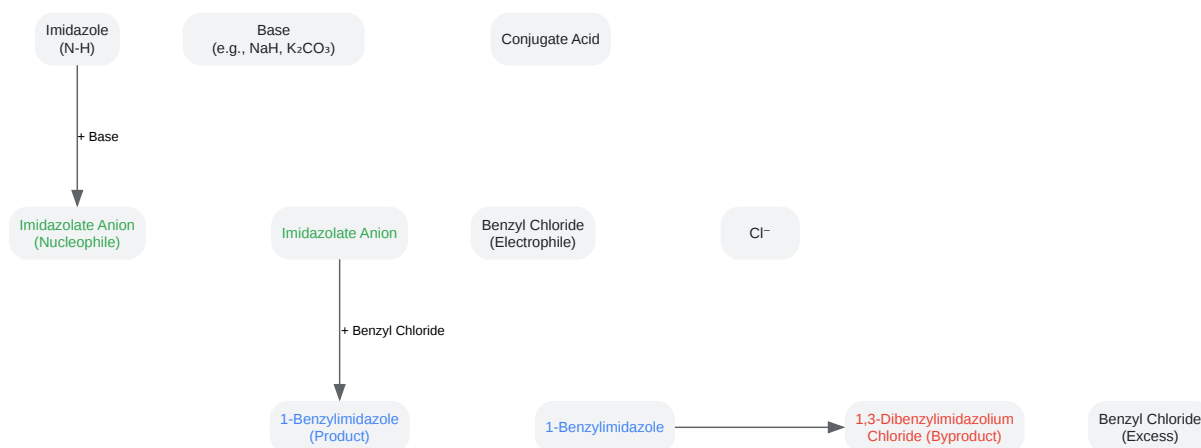 Imidazole
(N-H)
Base
(e.g., NaH, K₂CO₃)
Conjugate Acid
+ Base
Imidazolate Anion
(Nucleophile)
Imidazolate Anion
Benzyl Chloride
(Electrophile)
Cl⁻
+ Benzyl Chloride
1-Benzylimidazole
(Product)
1-Benzylimidazole
1,3-Dibenzylimidazolium
Chloride (Byproduct)
Benzyl Chloride
(Excess)